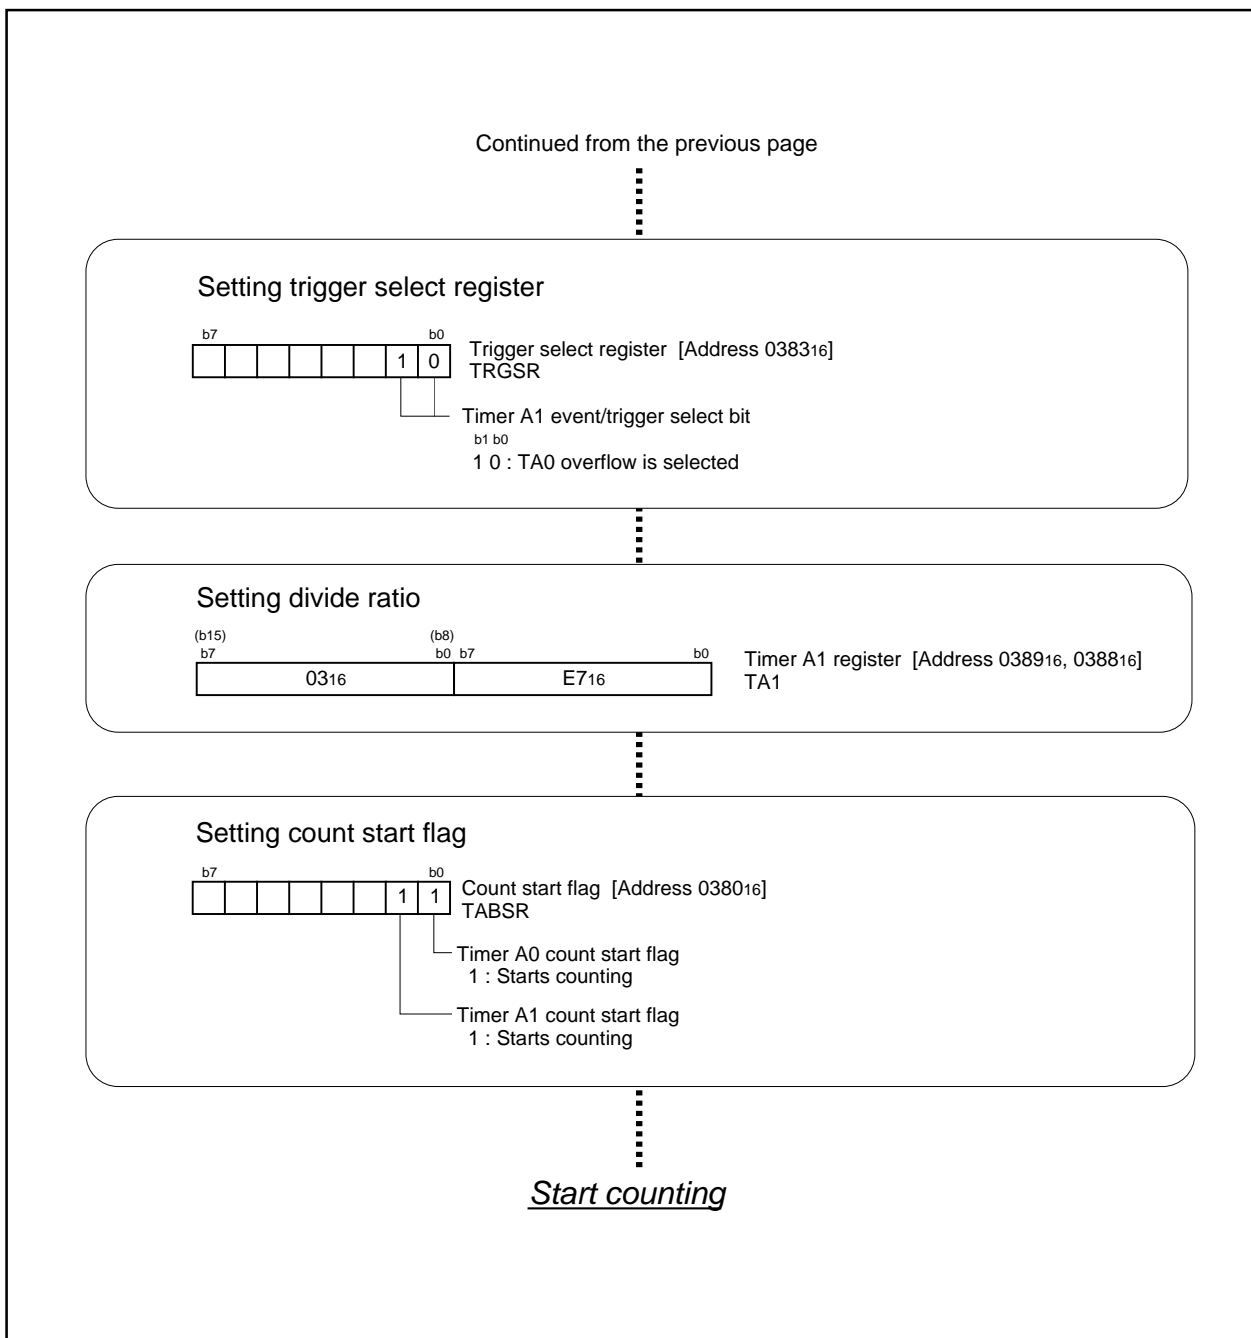 Continued from the previous page
Setting trigger select register
b7 b0
1 0
Trigger select register [Address 038316]
TRGSR
Timer A1 event/trigger select bit
b1 b0
1 0 : TA0 overflow is selected
Setting divide ratio
(b15) (b8)
b7 b0 b7 b0
0316 E716
Timer A1 register [Address 038916, 038816]
TA1
Setting count start flag
b7 b0
1 1
Count start flag [Address 038016]
TABSR
Timer A0 count start flag
1 : Starts counting
Timer A1 count start flag
1 : Starts counting
Start counting